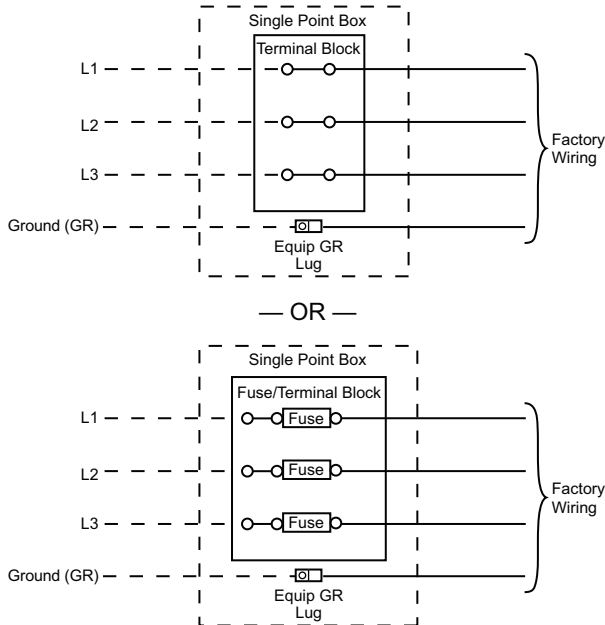 Single Point Box
Terminal Block
L1
L2
L3
Factory
Wiring
Ground (GR)
Equip GR
Lug
— OR —
Single Point Box
Fuse/Terminal Block
L1
Fuse
L2
Fuse
Factory
Wiring
L3
Fuse
Ground (GR)
Equip GR
Lug